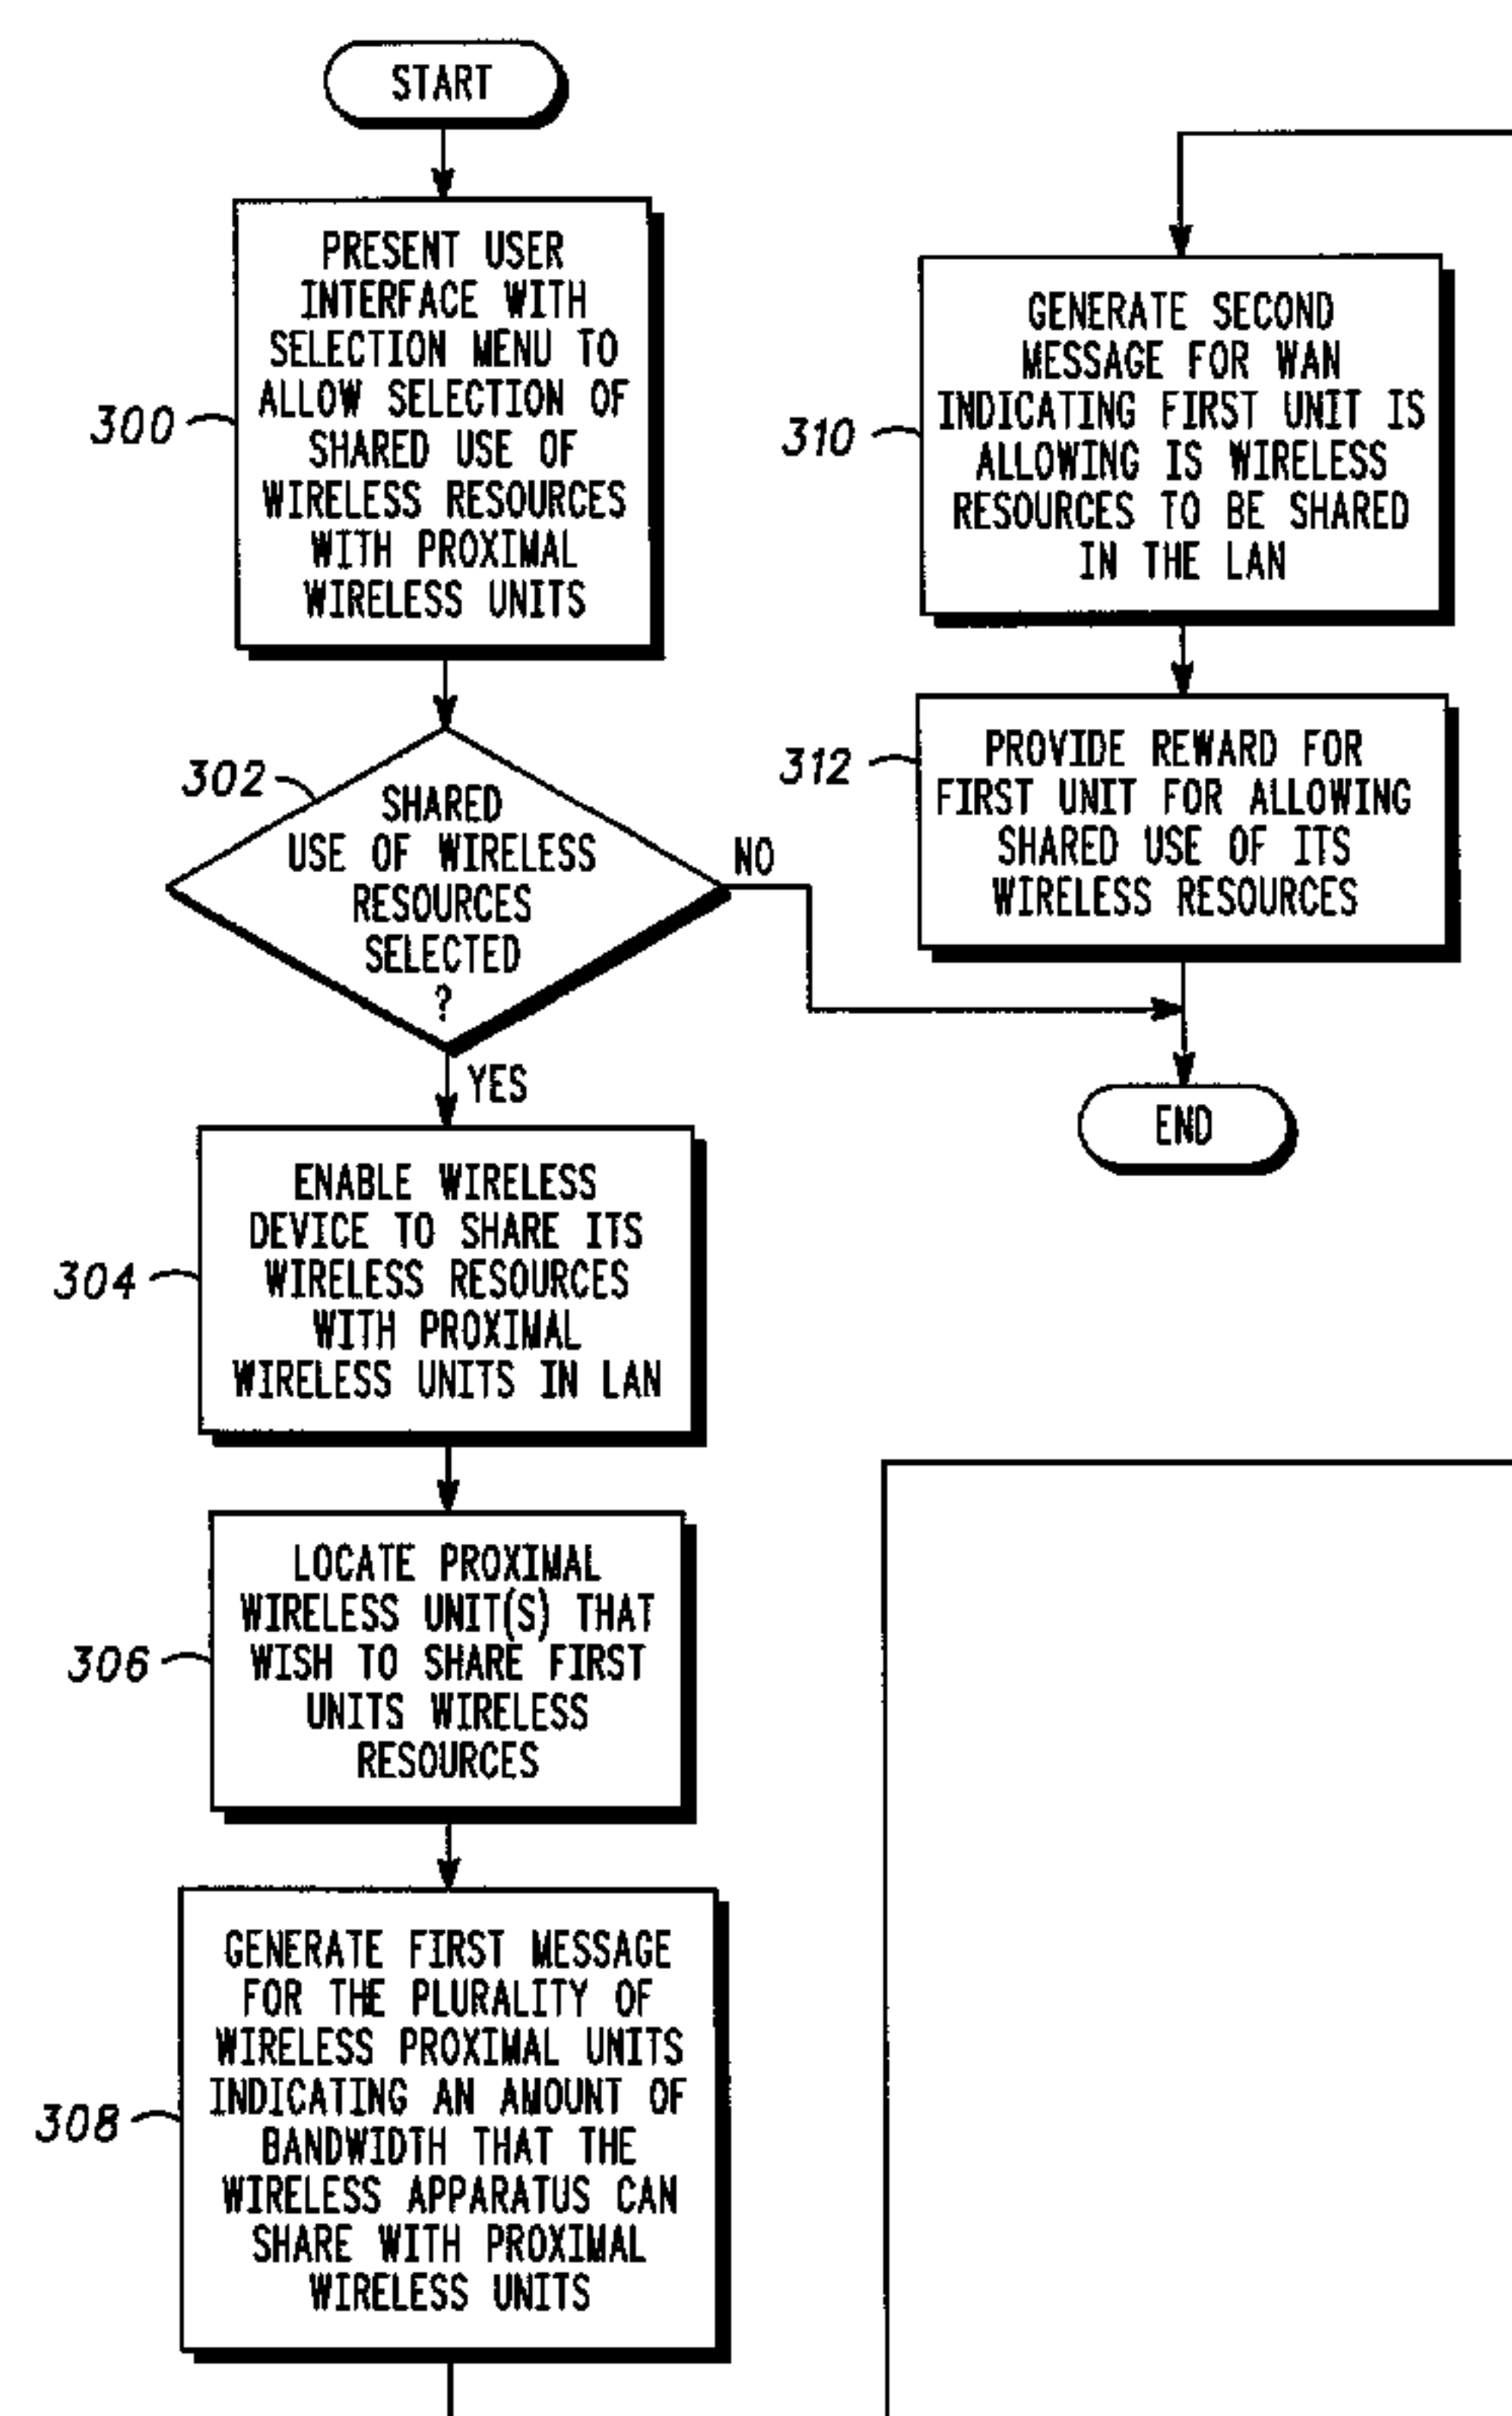 START
300
PRESENT USER
INTERFACE WITH
SELECTION MENU TO
ALLOW SELECTION OF
SHARED USE OF
WIRELESS RESOURCES
WITH PROXIMAL
WIRELESS UNITS
302
SHARED
USE OF WIRELESS
RESOURCES
SELECTED
?
NO
YES
304
ENABLE WIRELESS
DEVICE TO SHARE ITS
WIRELESS RESOURCES
WITH PROXIMAL
WIRELESS UNITS IN LAN
306
LOCATE PROXIMAL
WIRELESS UNIT(S) THAT
WISH TO SHARE FIRST
UNITS WIRELESS
RESOURCES
308
GENERATE FIRST MESSAGE
FOR THE PLURALITY OF
WIRELESS PROXIMAL UNITS
INDICATING AN AMOUNT OF
BANDWIDTH THAT THE
WIRELESS APPARATUS CAN
SHARE WITH PROXIMAL
WIRELESS UNITS
310
GENERATE SECOND
MESSAGE FOR WAN
INDICATING FIRST UNIT IS
ALLOWING IS WIRELESS
RESOURCES TO BE SHARED
IN THE LAN
312
PROVIDE REWARD FOR
FIRST UNIT FOR ALLOWING
SHARED USE OF ITS
WIRELESS RESOURCES
END